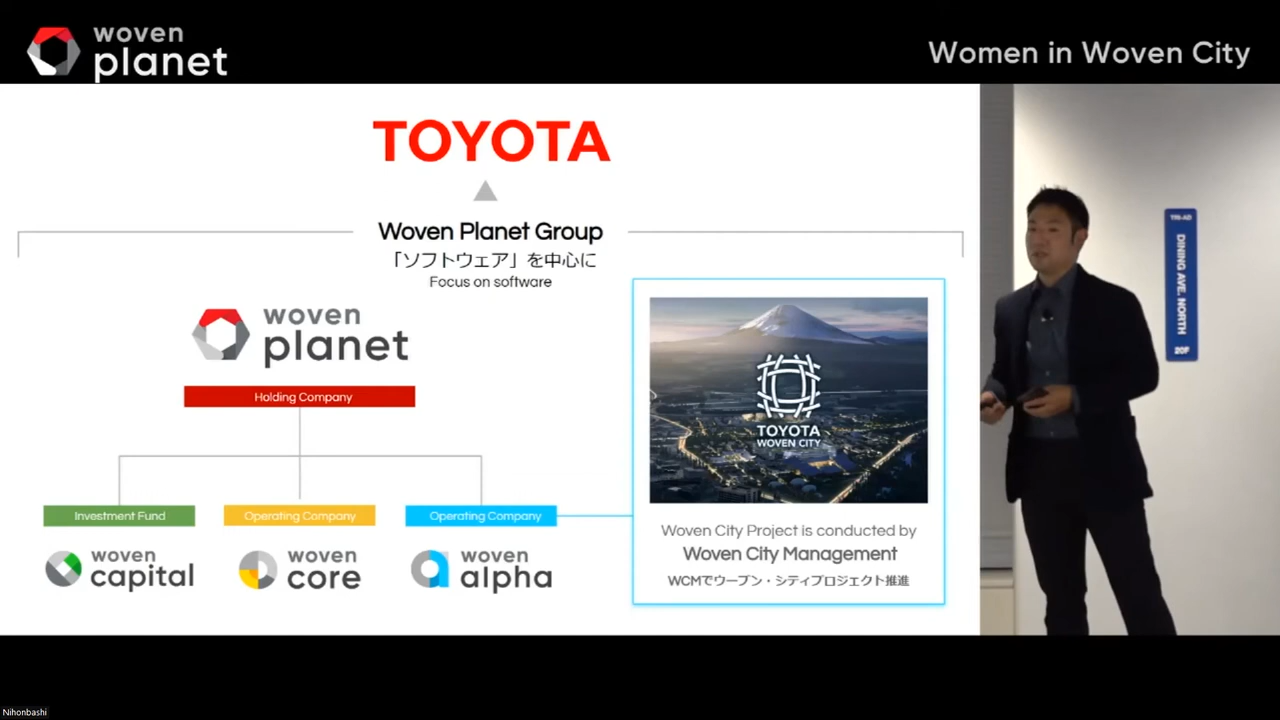 woven
planet
Women in Woven City
TOYOTA
Woven Planet Group
「ソフトウェア」を中心に
Focus on software
woven
planet
Holding Company
Investment Fund
Operating Company
Operating Company
woven
capital
woven
core
woven
alpha
TOYOTA
WOVEN CITY
Woven City Project is conducted by
Woven City Management
WCMでウーブン・シティプロジェクト推進
TRI-AD
DINING AVE. NORTH
20F
Nihonbashi